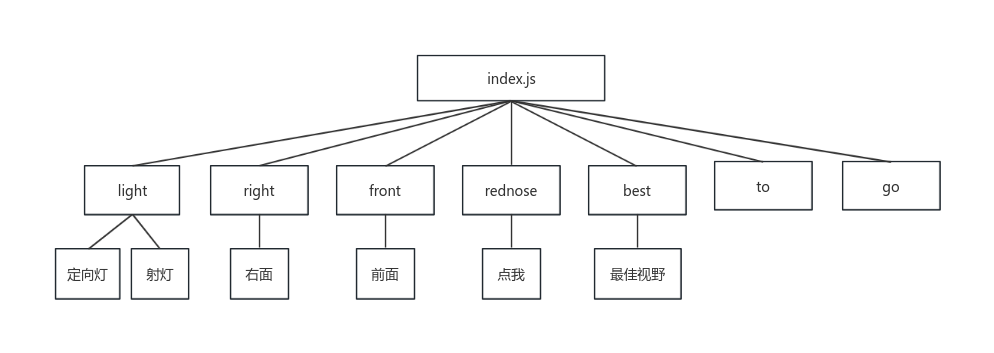 index.js
light
right
front
rednose
best
to
go
定向灯
射灯
右面
前面
点我
最佳视野